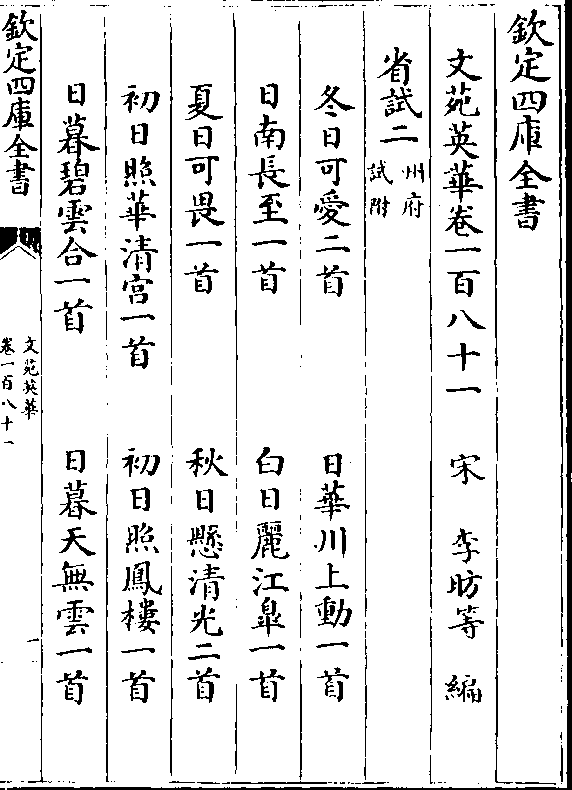 欽定四庫全書
文苑英華卷一百八十一　宋　李昉等　編
省試二州府試附
冬日可愛二首　日華川上動一首
日南長至一首　白日麗江臯一首
夏日可畏一首　秋日懸清光二首
初日照華清宮一首　初日照鳳樓一首
日暮碧雲合一首　日暮天無雲一首
欽定四庫全書
文苑英華
卷一百八十一
一